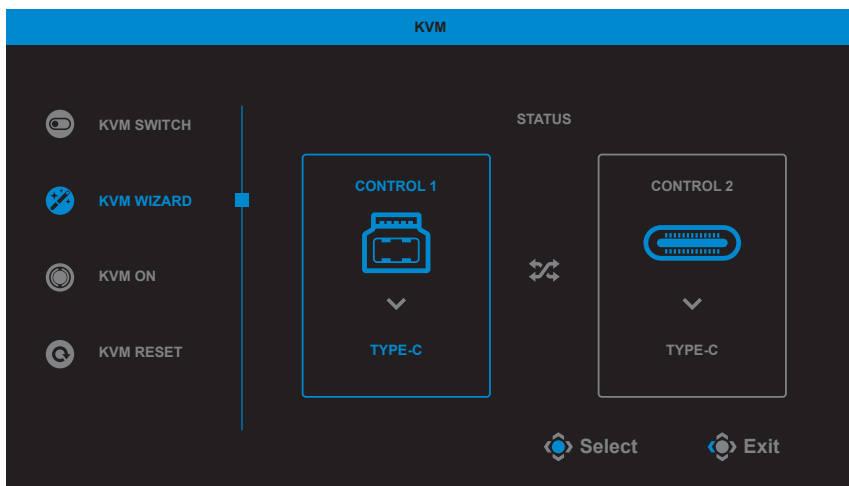 KVM
KVM SWITCH
KVM WIZARD
KVM ON
KVM RESET
STATUS
CONTROL 1
TYPE-C
CONTROL 2
TYPE-C
Select
Exit